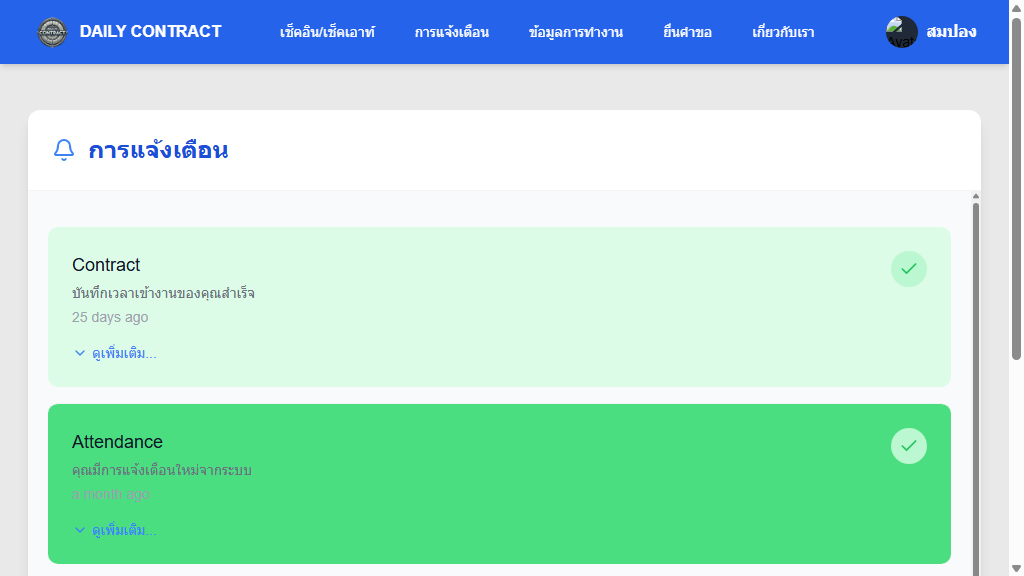 DAILY CONTRACT
เช็คอิน/เช็คเอาท์
การแจ้งเตือน
ข้อมูลการทำงาน
ยื่นคำขอ
เกี่ยวกับเรา
สมปอง
การแจ้งเตือน
Contract
บันทึกเวลาเข้างานของคุณสำเร็จ
25 days ago
ดูเพิ่มเติม...
Attendance
คุณมีการแจ้งเตือนใหม่จากระบบ
a month ago
ดูเพิ่มเติม...